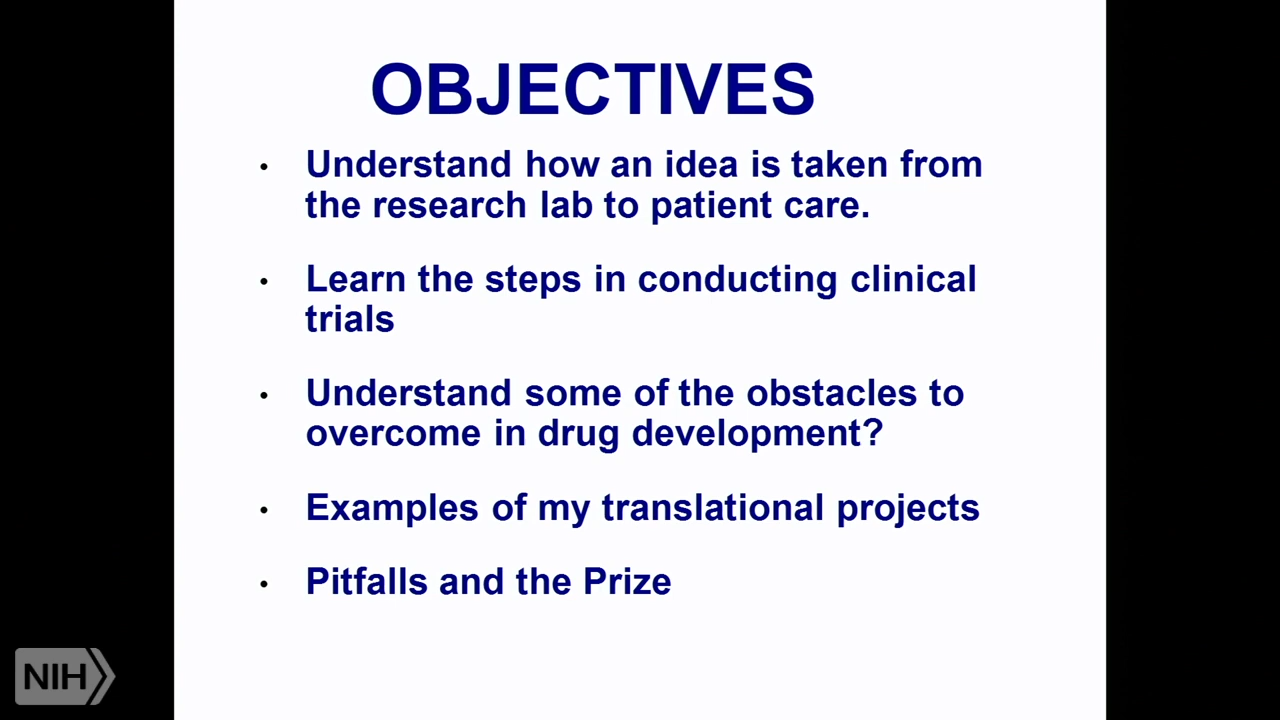 OBJECTIVES
• Understand how an idea is taken from
the research lab to patient care.
• Learn the steps in conducting clinical
trials
• Understand some of the obstacles to
overcome in drug development?
• Examples of my translational projects
• Pitfalls and the Prize
NIH